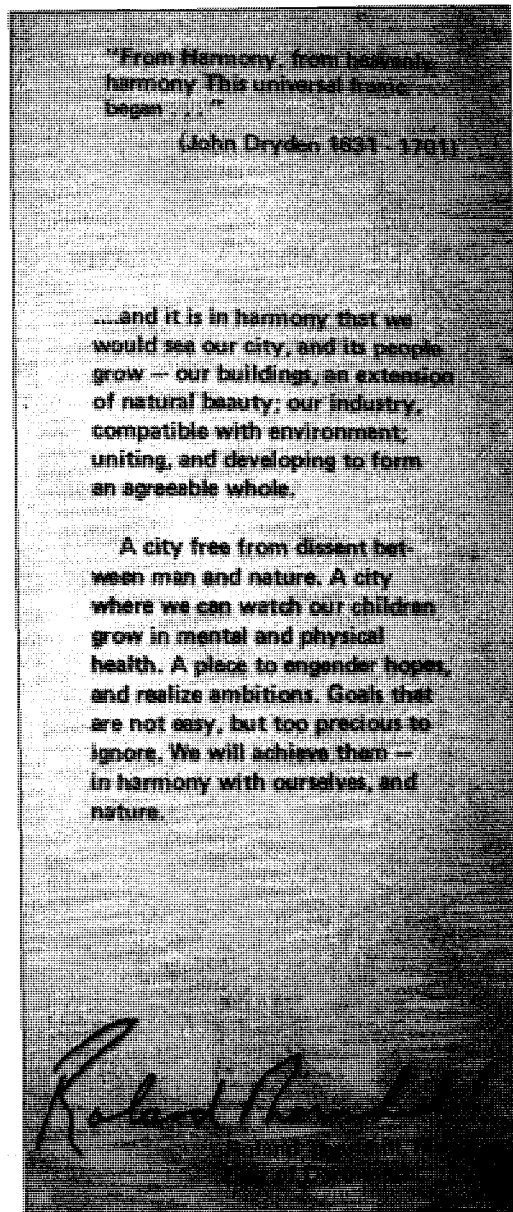 "From Harmony, from heavenly,
harmony This universal frame
began . . . "
(John Dryden 1631 - 1701)
....and it is in harmony that we
would see our city, and its people
grow — our buildings, an extension
of natural beauty; our industry,
compatible with environment;
uniting, and developing to form
an agreeable whole.
A city free from dissent bet-
ween man and nature. A city
where we can watch our children
grow in mental and physical
health. A place to engender hopes,
and realize ambitions. Goals that
are not easy, but too precious to
ignore. We will achieve them —
in harmony with ourselves, and
nature.
Roland
Roland